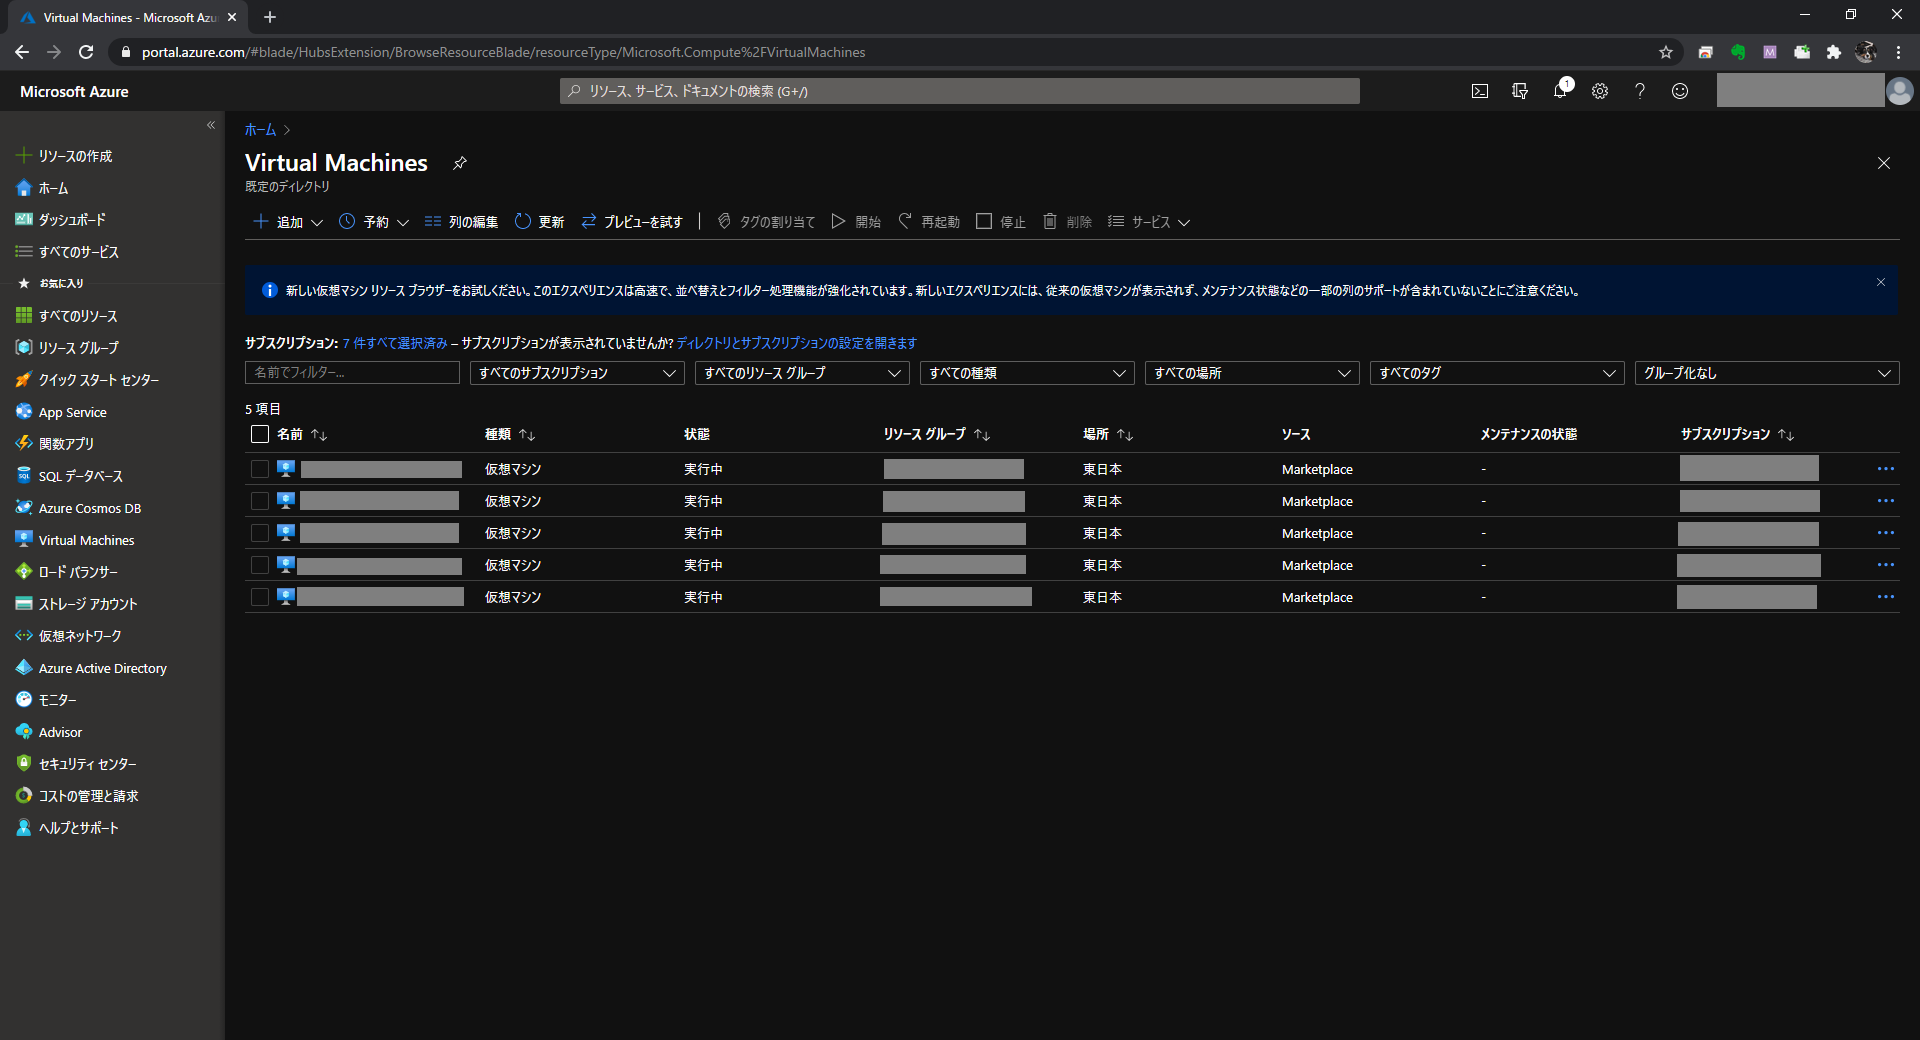 Virtual Machines - Microsoft Azu
portal.azure.com/#blade/HubsExtension/BrowseResourceBlade/resourceType/Microsoft.Compute%2FVirtualMachines
Microsoft Azure
リソース、サービス、ドキュメントの検索 (G+/)
1
リソースの作成
ホーム
ダッシュボード
すべてのサービス
お気に入り
すべてのリソース
リソース グループ
クイック スタート センター
App Service
関数アプリ
SQL データベース
Azure Cosmos DB
Virtual Machines
ロード バランサー
ストレージ アカウント
仮想ネットワーク
Azure Active Directory
モニター
Advisor
セキュリティ センター
コストの管理と請求
ヘルプとサポート
ホーム
Virtual Machines
既定のディレクトリ
追加 予約 列の編集 更新 プレビューを試す タグの割り当て 開始 再起動 停止 削除 サービス
新しい仮想マシン リソース ブラウザーをお試しください。このエクスペリエンスは高速で、並べ替えとフィルター処理機能が強化されています。新しいエクスペリエンスには、従来の仮想マシンが表示されず、メンテナンス状態などの一部の列のサポートが含まれていないことにご注意ください。
サブスクリプション: 7 件すべて選択済み – サブスクリプションが表示されていませんか? ディレクトリとサブスクリプションの設定を開きます
名前でフィルター... すべてのサブスクリプション すべてのリソース グループ すべての種類 すべての場所 すべてのタグ グループ化なし
5 項目
名前 種類 状態 リソース グループ 場所 ソース メンテナンスの状態 サブスクリプション
仮想マシン 実行中 東日本 Marketplace -
仮想マシン 実行中 東日本 Marketplace -
仮想マシン 実行中 東日本 Marketplace -
仮想マシン 実行中 東日本 Marketplace -
仮想マシン 実行中 東日本 Marketplace -